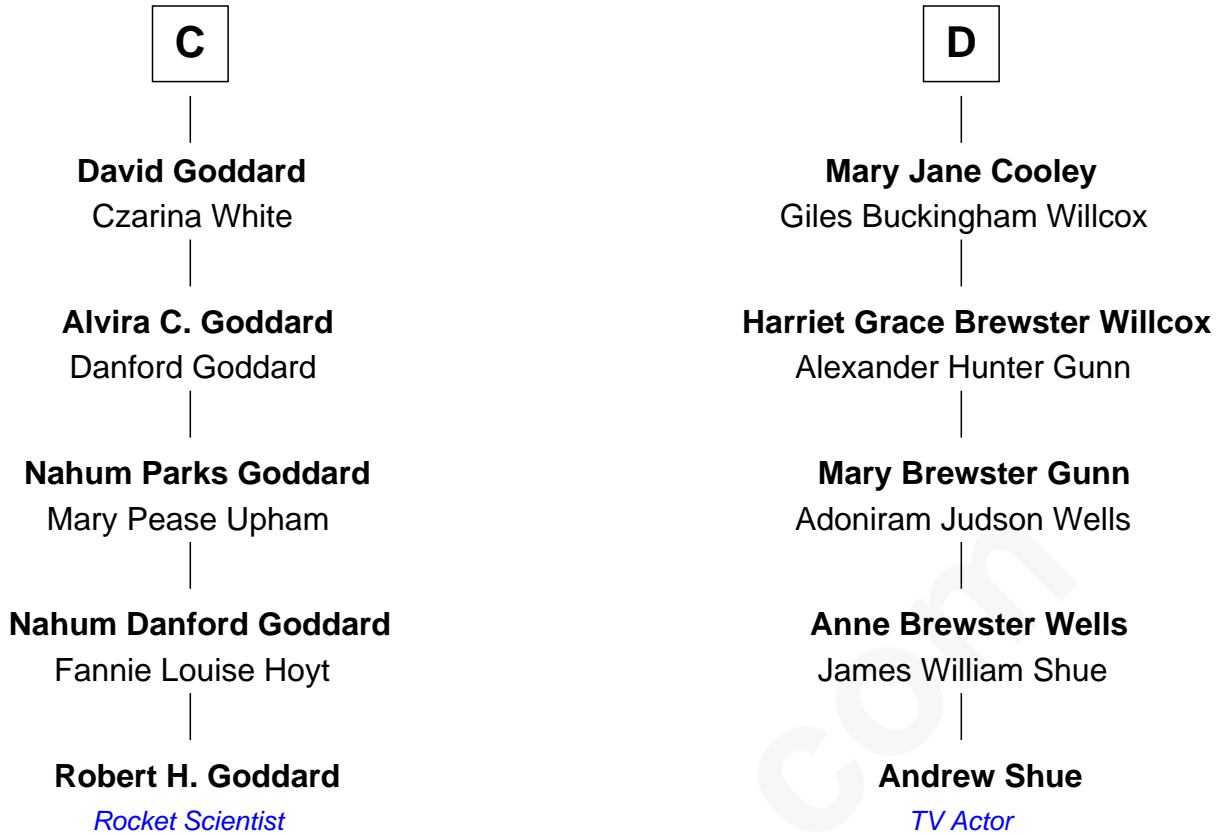 C
David Goddard
Czarina White
Alvira C. Goddard
Danford Goddard
Nahum Parks Goddard
Mary Pease Upham
Nahum Danford Goddard
Fannie Louise Hoyt
Robert H. Goddard
Rocket Scientist
D
Mary Jane Cooley
Giles Buckingham Willcox
Harriet Grace Brewster Willcox
Alexander Hunter Gunn
Mary Brewster Gunn
Adoniram Judson Wells
Anne Brewster Wells
James William Shue
Andrew Shue
TV Actor
com